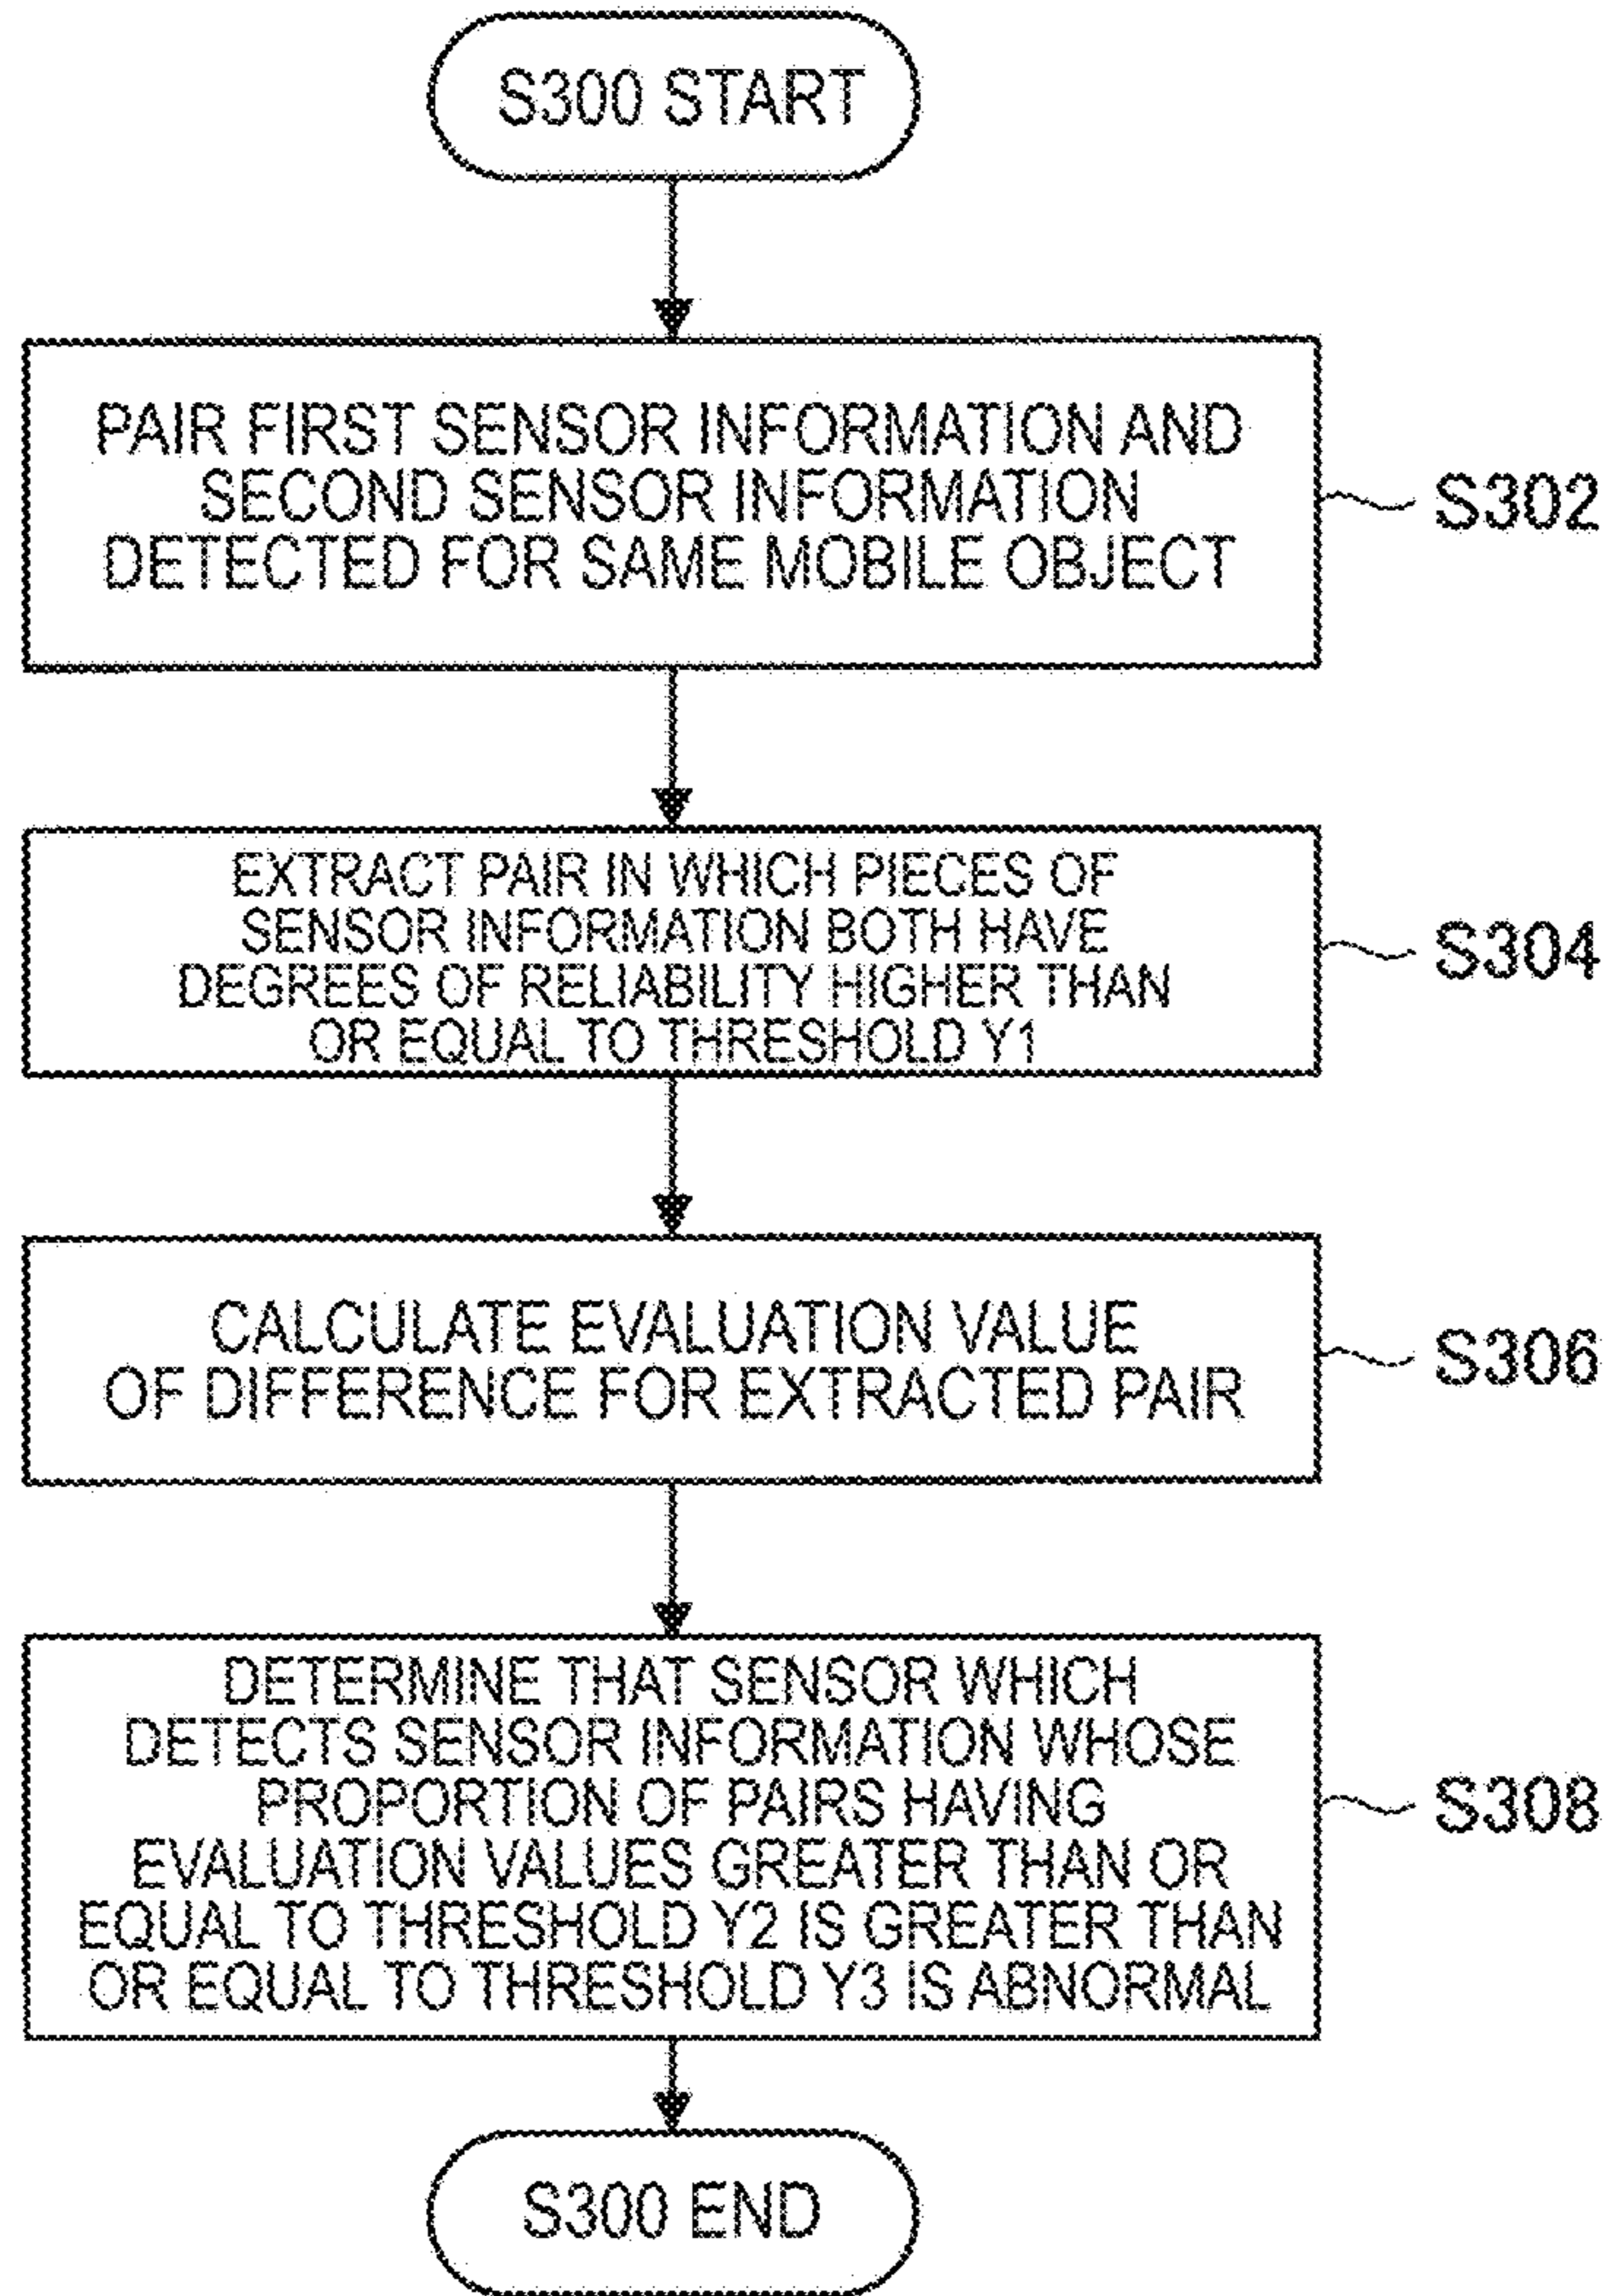 S300 START
PAIR FIRST SENSOR INFORMATION AND
SECOND SENSOR INFORMATION
DETECTED FOR SAME MOBILE OBJECT
S302
EXTRACT PAIR IN WHICH PIECES OF
SENSOR INFORMATION BOTH HAVE
DEGREES OF RELIABILITY HIGHER THAN
OR EQUAL TO THRESHOLD Y1
S304
CALCULATE EVALUATION VALUE
OF DIFFERENCE FOR EXTRACTED PAIR
S306
DETERMINE THAT SENSOR WHICH
DETECTS SENSOR INFORMATION WHOSE
PROPORTION OF PAIRS HAVING
EVALUATION VALUES GREATER THAN OR
EQUAL TO THRESHOLD Y2 IS GREATER THAN
OR EQUAL TO THRESHOLD Y3 IS ABNORMAL
S308
S300 END